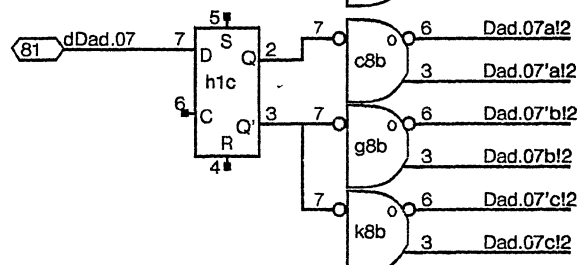 5
S
81 dDad.07 7 D Q 2
h1c
6 C
Q' 3
R
4
7 o 6 Dad.07a!2
c8b
3 Dad.07'a!2
7 o 6 Dad.07'b!2
g8b
3 Dad.07b!2
7 o 6 Dad.07'c!2
k8b
3 Dad.07c!2